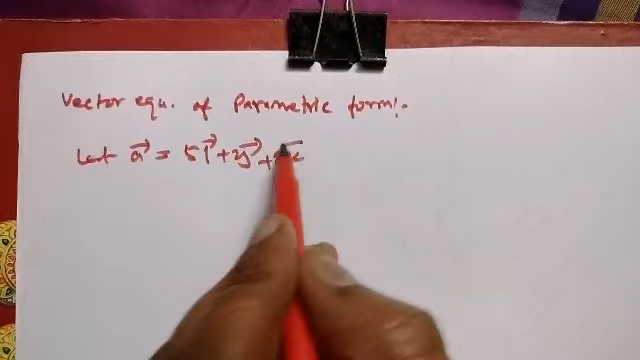 Vector equ. of Parametric form:
Let a⃗ = 5i⃗ + 2j⃗ +